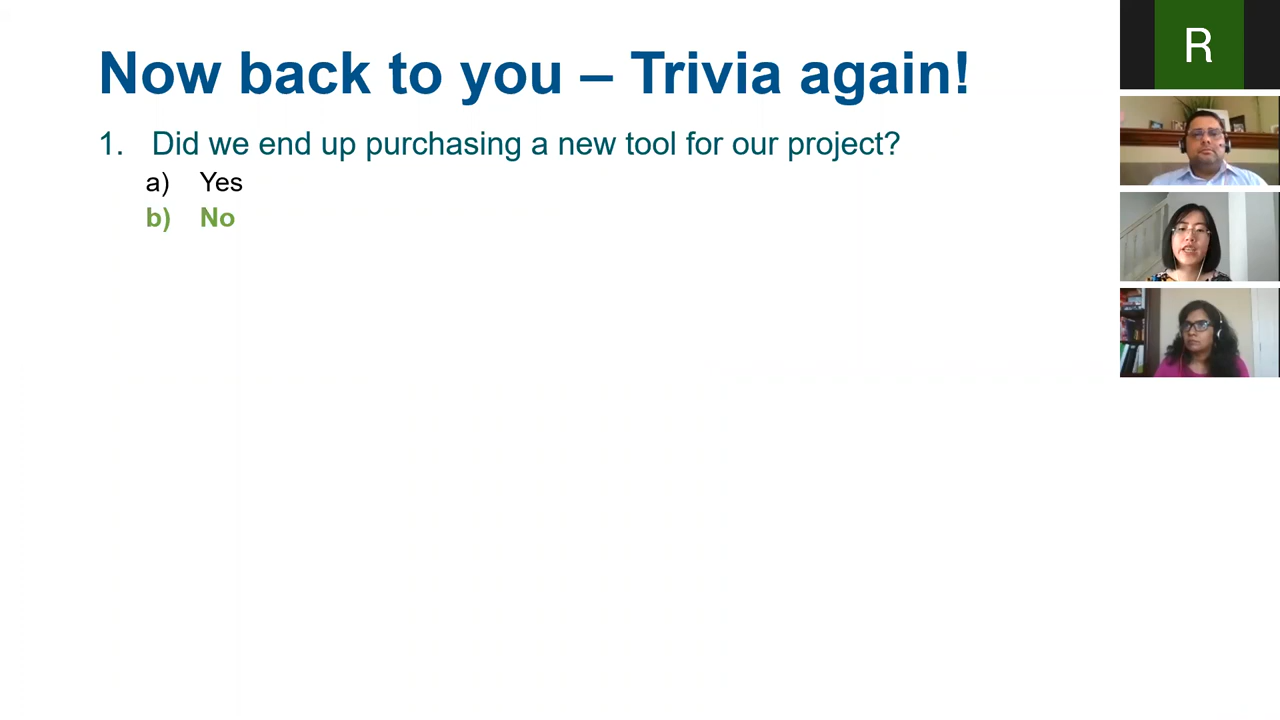 Now back to you – Trivia again!
1. Did we end up purchasing a new tool for our project?
a) Yes
b) No
R